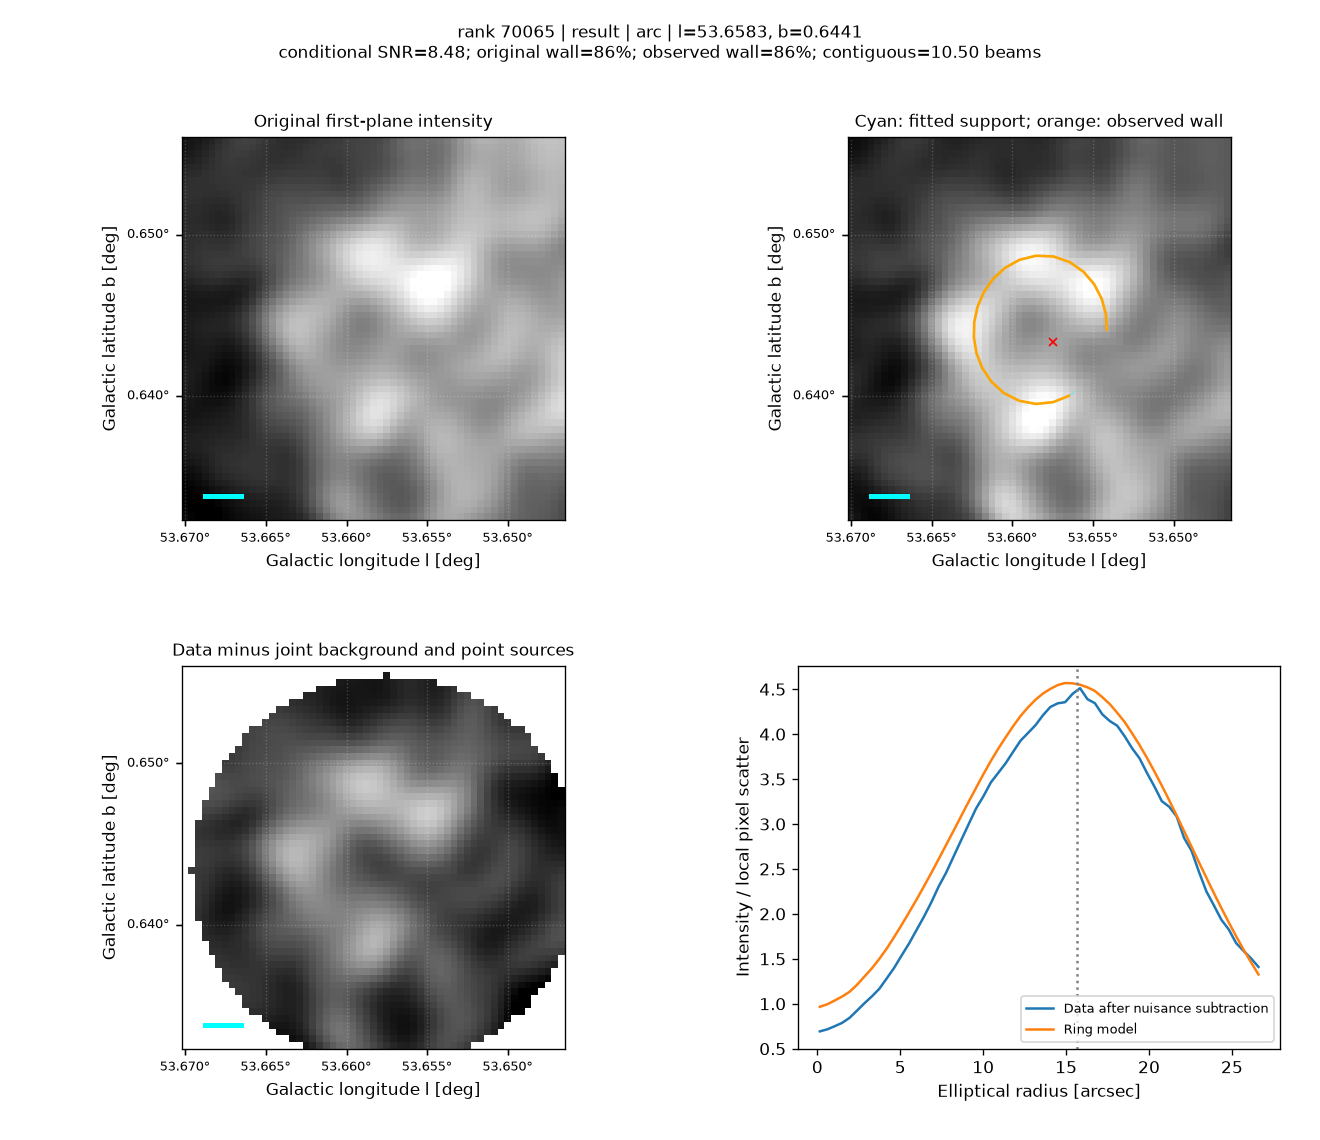 rank 70065 | result | arc | l=53.6583, b=0.6441
conditional SNR=8.48; original wall=86%; observed wall=86%; contiguous=10.50 beams
Original first-plane intensity
Galactic latitude b [deg]
0.650°
0.640°
53.670°
53.665°
53.660°
53.655°
53.650°
Galactic longitude l [deg]
Cyan: fitted support; orange: observed wall
Galactic latitude b [deg]
0.650°
0.640°
53.670°
53.665°
53.660°
53.655°
53.650°
Galactic longitude l [deg]
Data minus joint background and point sources
Galactic latitude b [deg]
0.650°
0.640°
53.670°
53.665°
53.660°
53.655°
53.650°
Galactic longitude l [deg]
Intensity / local pixel scatter
4.5
4.0
3.5
3.0
2.5
2.0
1.5
1.0
0.5
0
5
10
15
20
25
Elliptical radius [arcsec]
Data after nuisance subtraction
Ring model